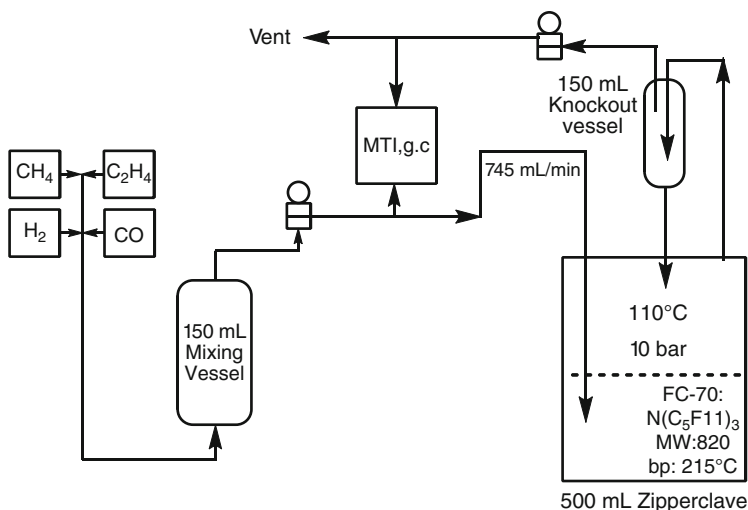 Vent
150 mL
Knockout
vessel
MTI,g.c
745 mL/min
CH₄
C₂H₄
H₂
CO
150 mL
Mixing
Vessel
110°C
10 bar
FC-70:
N(C₅F11)₃
MW:820
bp: 215°C
500 mL Zipperclave